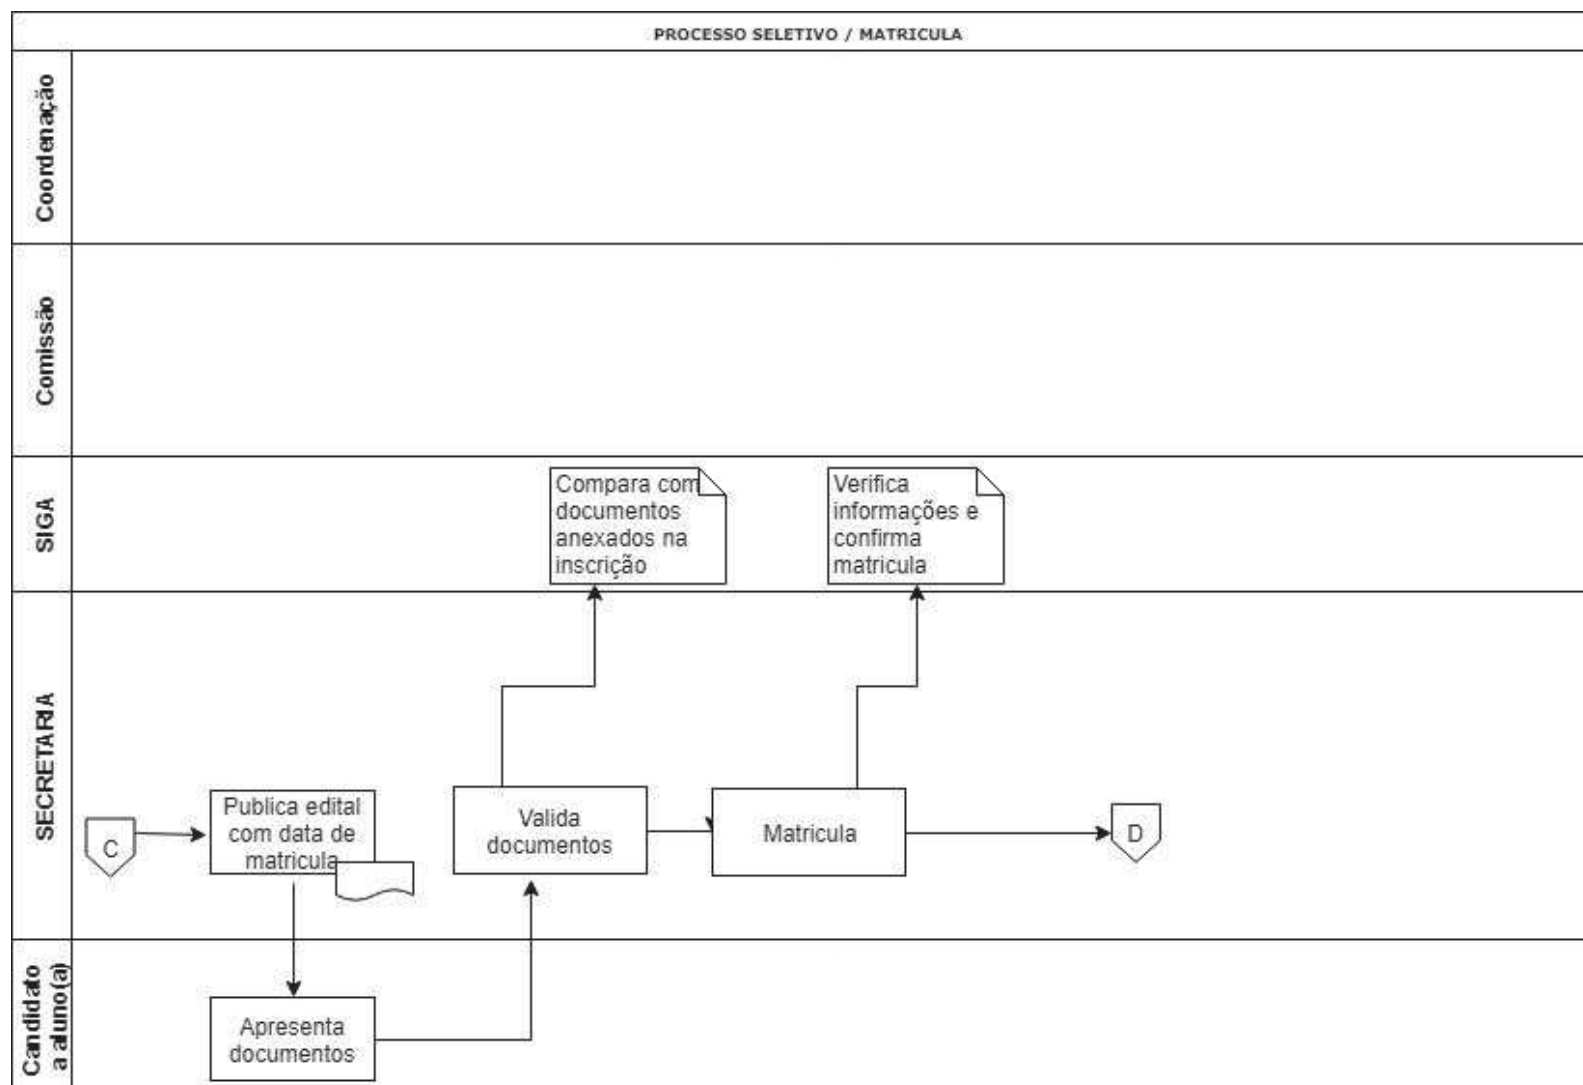 PROCESSO SELETIVO / MATRICULA
Coordenação
Comissão
SIGA
Compara com
documentos
anexados na
inscrição
Verifica
informações e
confirma
matricula
SECRETARIA
C
Publica edital
com data de
matricula
Valida
documentos
Matricula
D
Candidato
a aluno(a)
Apresenta
documentos